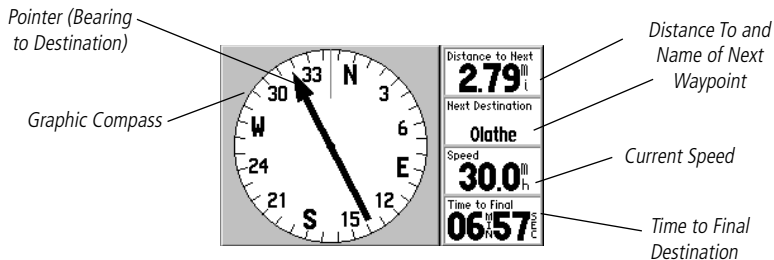 Pointer (Bearing
to Destination)
Graphic Compass
33
N
3
6
E
12
15
S
21
24
W
30
Distance to Next
2.79 mi
Next Destination
Olathe
Speed
30.0 mh
Time to Final
06 MIN 57 SEC
Distance To and
Name of Next
Waypoint
Current Speed
Time to Final
Destination